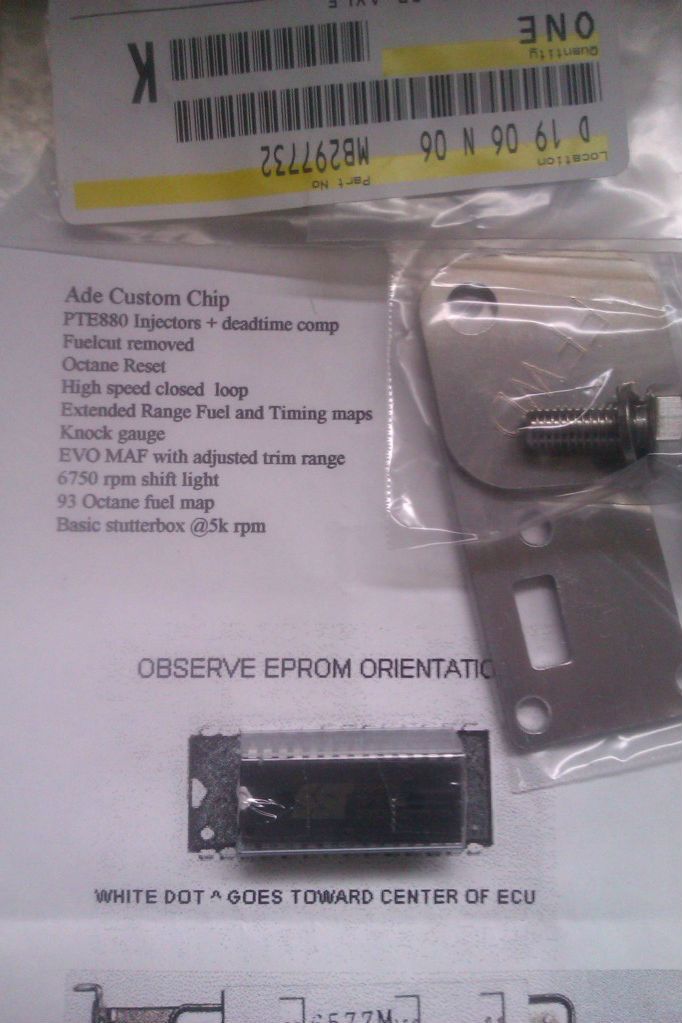 ONE
Quantity
K
D 19 06 N 06
MB297732
Location
Part No
Ade Custom Chip
PTE880 Injectors + deadtime comp
Fuelcut removed
Octane Reset
High speed closed loop
Extended Range Fuel and Timing maps
Knock gauge
EVO MAF with adjusted trim range
6750 rpm shift light
93 Octane fuel map
Basic stutterbox @5k rpm
OBSERVE EPROM ORIENTATIO
WHITE DOT ^ GOES TOWARD CENTER OF ECU